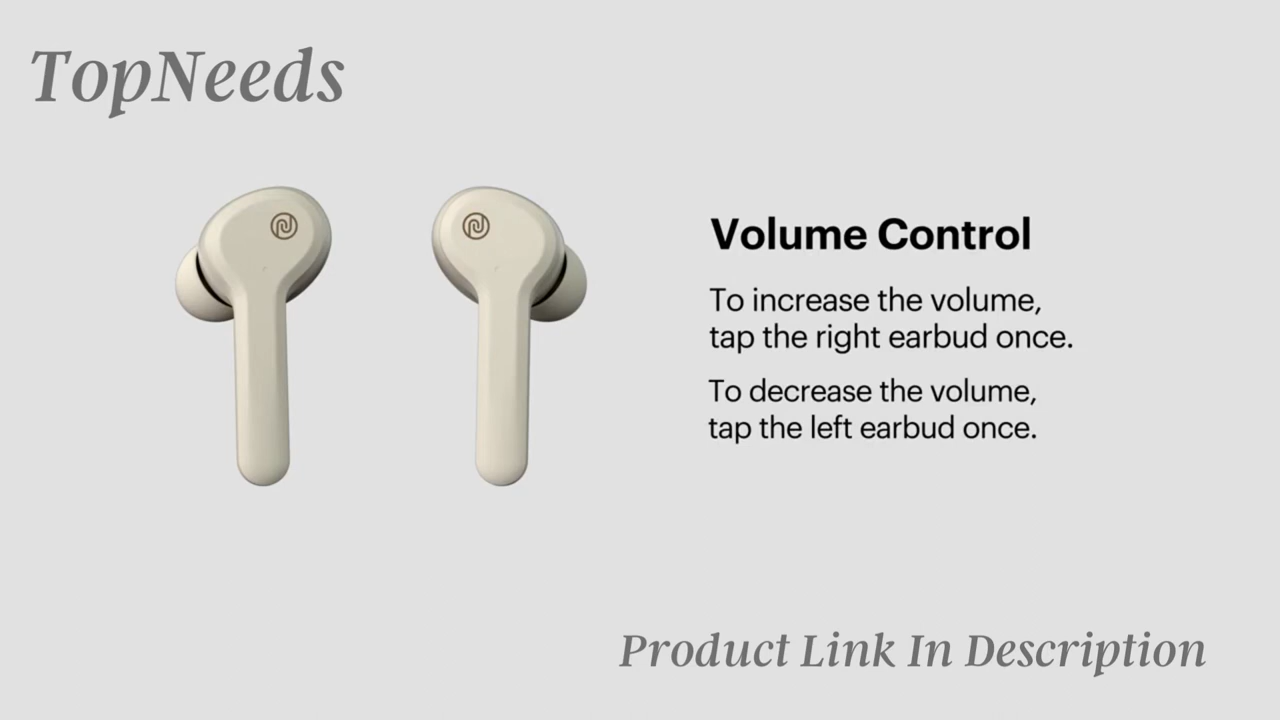 TopNeeds
Volume Control
To increase the volume,
tap the right earbud once.
To decrease the volume,
tap the left earbud once.
Product Link In Description